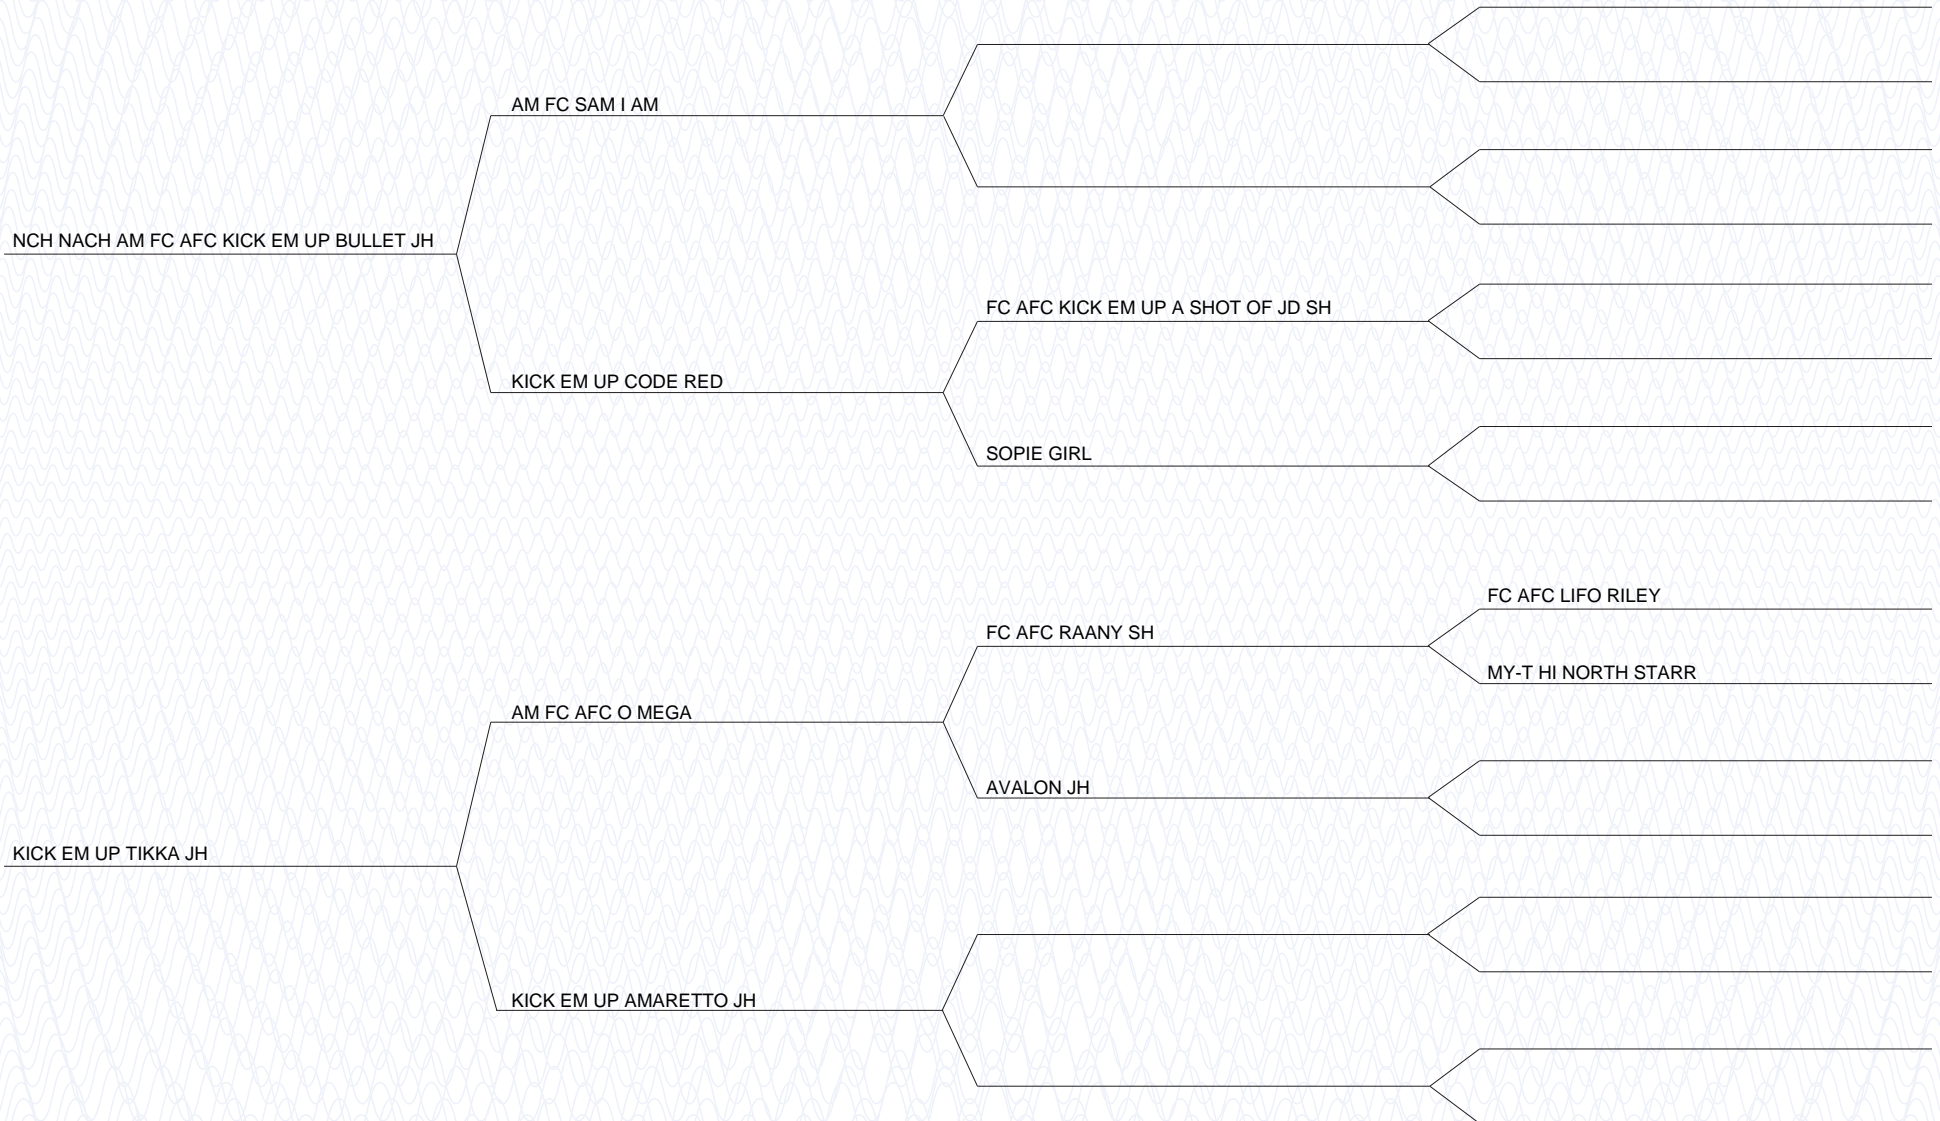 AM FC SAM I AM
NCH NACH AM FC AFC KICK EM UP BULLET JH
FC AFC KICK EM UP A SHOT OF JD SH
KICK EM UP CODE RED
SOPIE GIRL
FC AFC LIFO RILEY
FC AFC RAANY SH
MY-T HI NORTH STARR
AM FC AFC O MEGA
AVALON JH
KICK EM UP TIKKA JH
KICK EM UP AMARETTO JH